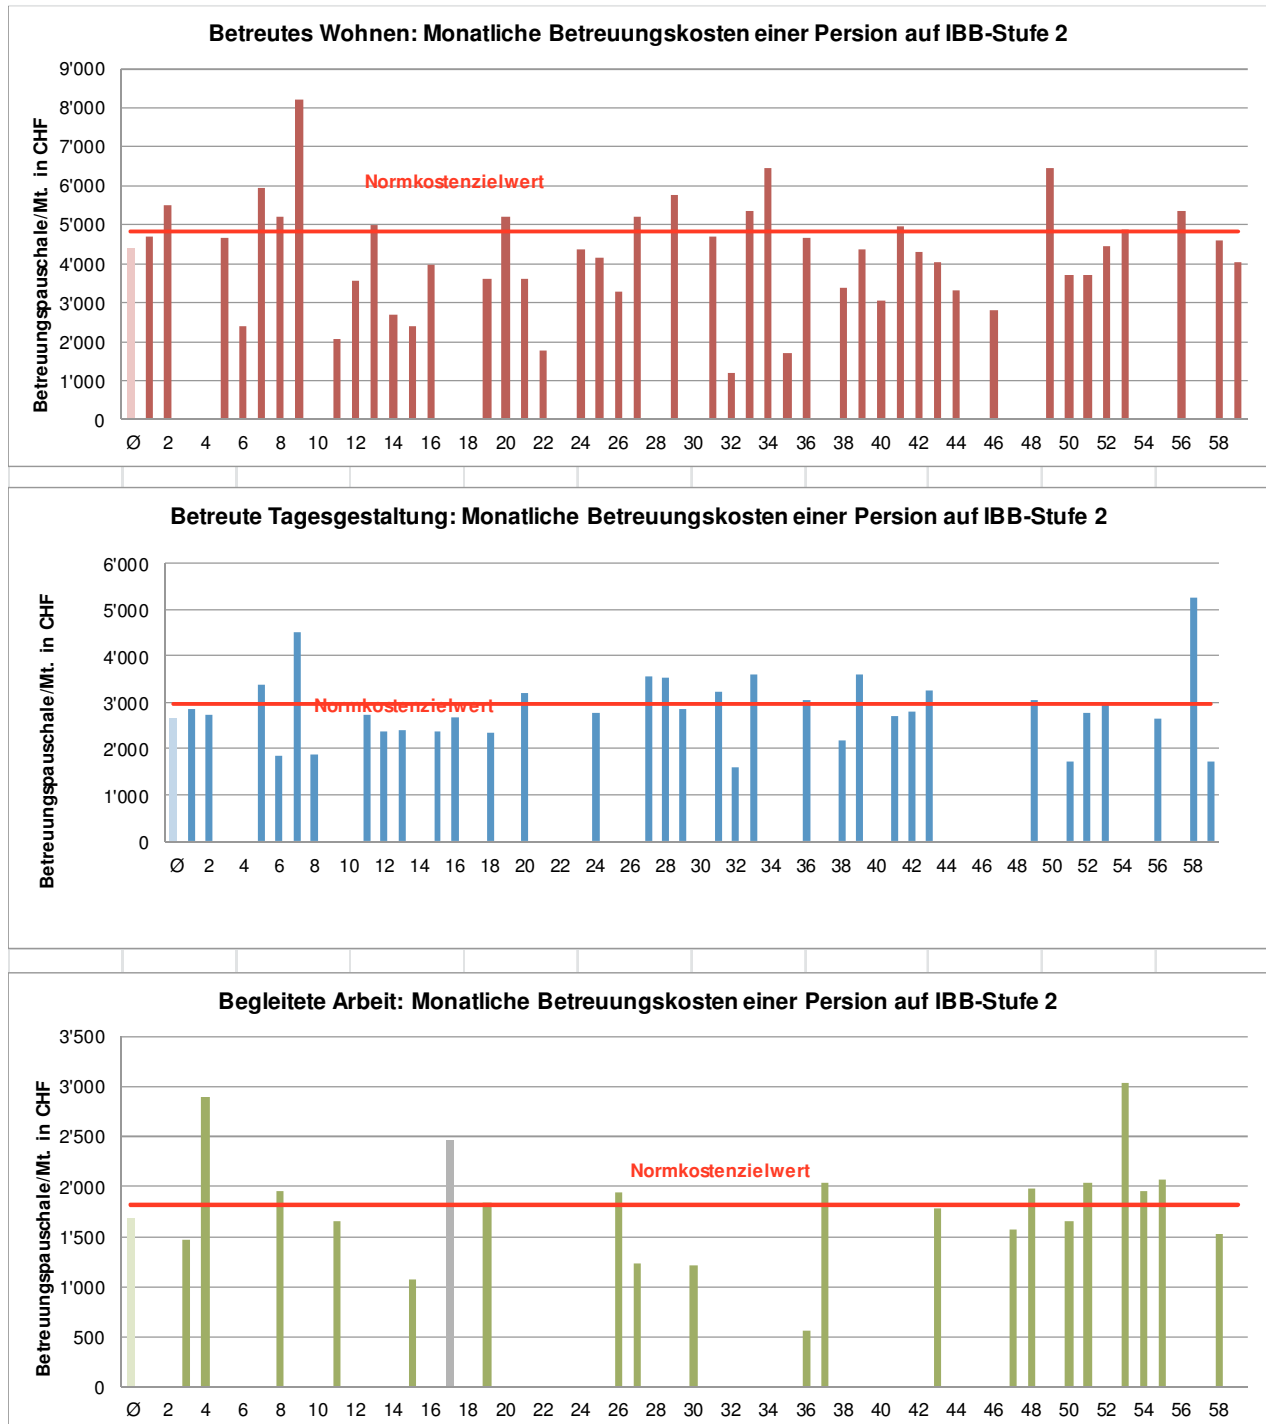 Betreutes Wohnen: Monatliche Betreuungskosten einer Persion auf IBB-Stufe 2
Betreuungspauschale/Mt. in CHF
9'000
8'000
7'000
6'000
5'000
4'000
3'000
2'000
1'000
0
Normkostenzielwert
Ø 2 4 6 8 10 12 14 16 18 20 22 24 26 28 30 32 34 36 38 40 42 44 46 48 50 52 54 56 58
Betreute Tagesgestaltung: Monatliche Betreuungskosten einer Persion auf IBB-Stufe 2
Betreuungspauschale/Mt. in CHF
6'000
5'000
4'000
3'000
2'000
1'000
0
Normkostenzielwert
Ø 2 4 6 8 10 12 14 16 18 20 22 24 26 28 30 32 34 36 38 40 42 44 46 48 50 52 54 56 58
Begleitete Arbeit: Monatliche Betreuungskosten einer Persion auf IBB-Stufe 2
Betreuungspauschale/Mt. in CHF
3'500
3'000
2'500
2'000
1'500
1'000
500
0
Normkostenzielwert
Ø 2 4 6 8 10 12 14 16 18 20 22 24 26 28 30 32 34 36 38 40 42 44 46 48 50 52 54 56 58